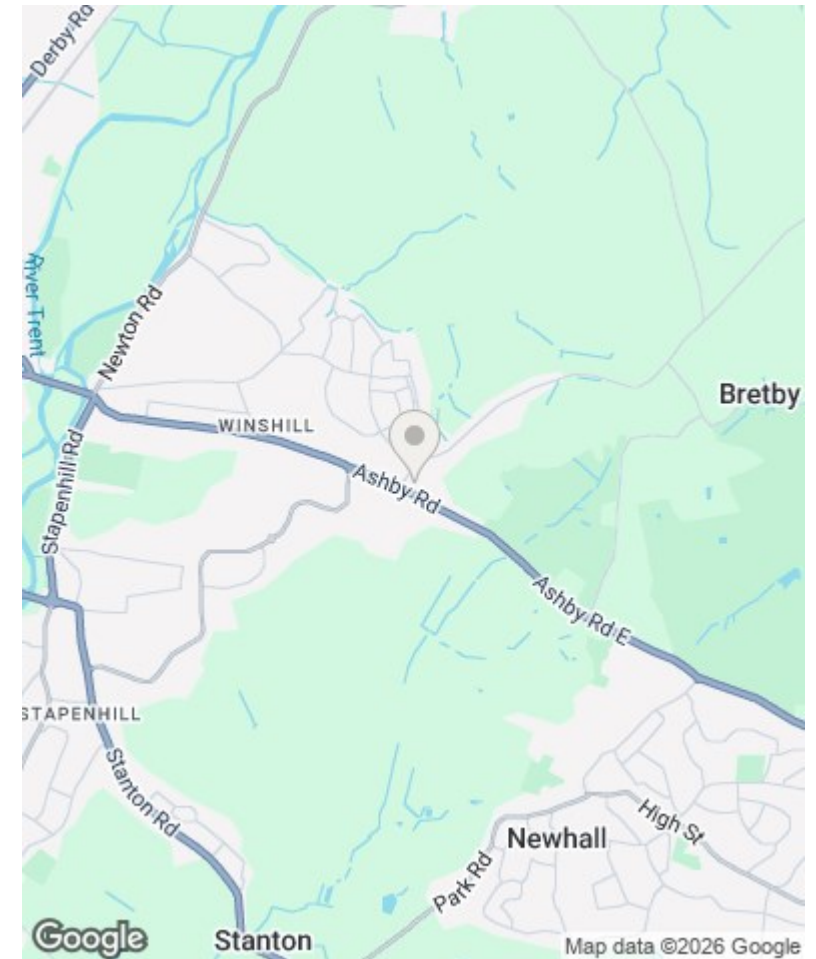 Derby Rd
River Trent
Newton Rd
Bretby
WINSHILL
Ashby Rd
Stapenhill Rd
Ashby Rd E
STAPENHILL
Stanton Rd
High St
Newhall
Park Rd
Stanton
Google
Map data ©2026 Google